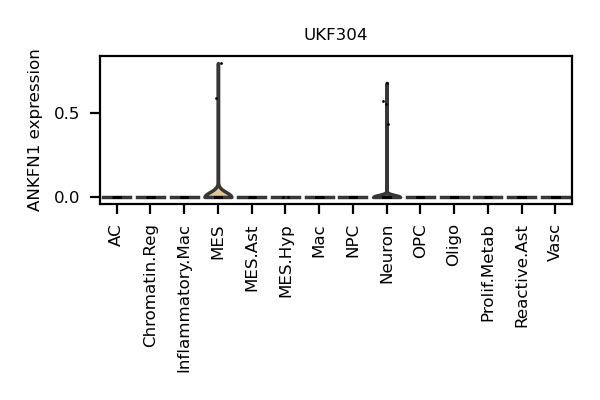 UKF304
ANKFN1 expression
0.5
0.0
AC
Chromatin.Reg
Inflammatory.Mac
MES
MES.Ast
MES.Hyp
Mac
NPC
Neuron
OPC
Oligo
Prolif.Metab
Reactive.Ast
Vasc